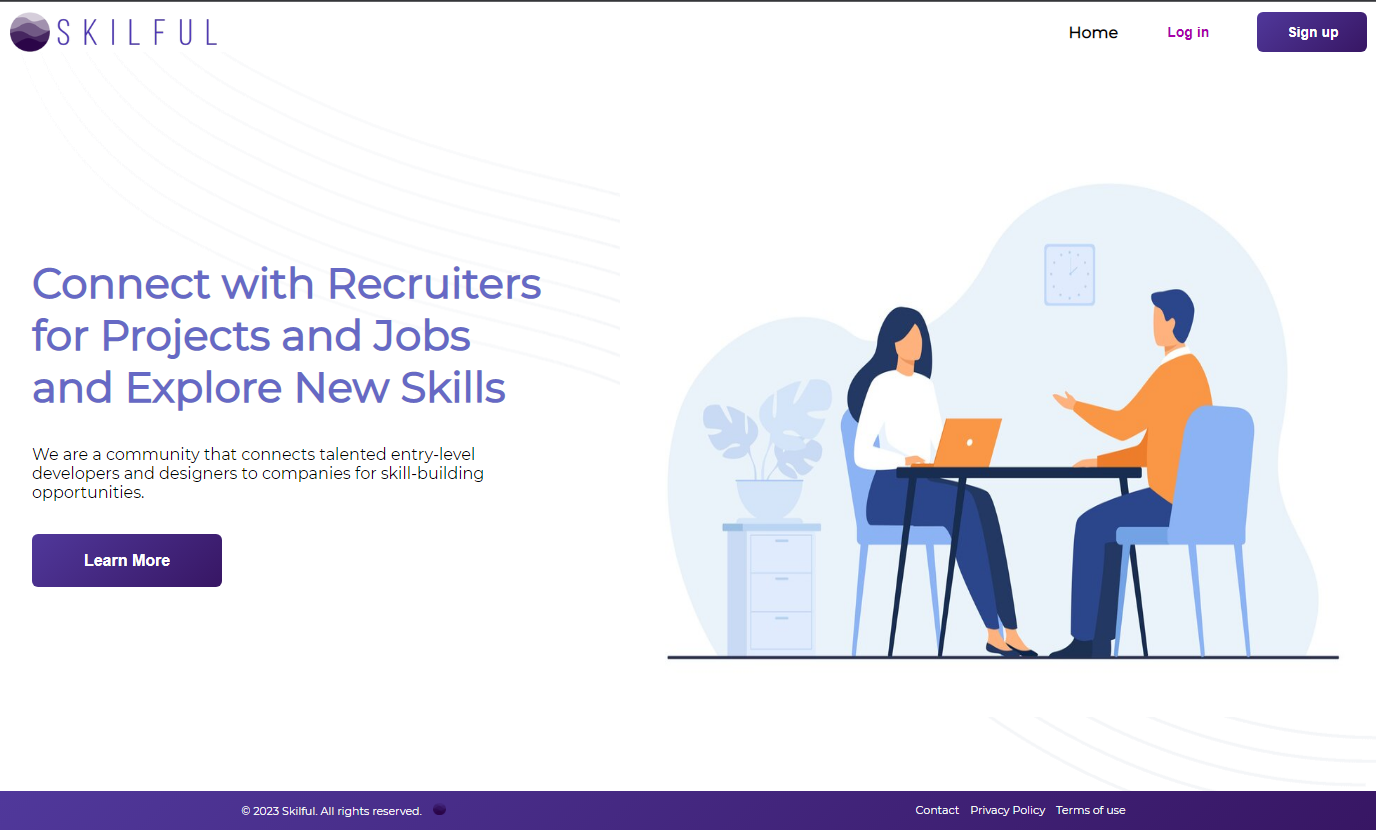 SKILFUL
Home
Log in
Sign up
Connect with Recruiters
for Projects and Jobs
and Explore New Skills
We are a community that connects talented entry-level
developers and designers to companies for skill-building
opportunities.
Learn More
© 2023 Skilful. All rights reserved.
Contact
Privacy Policy
Terms of use